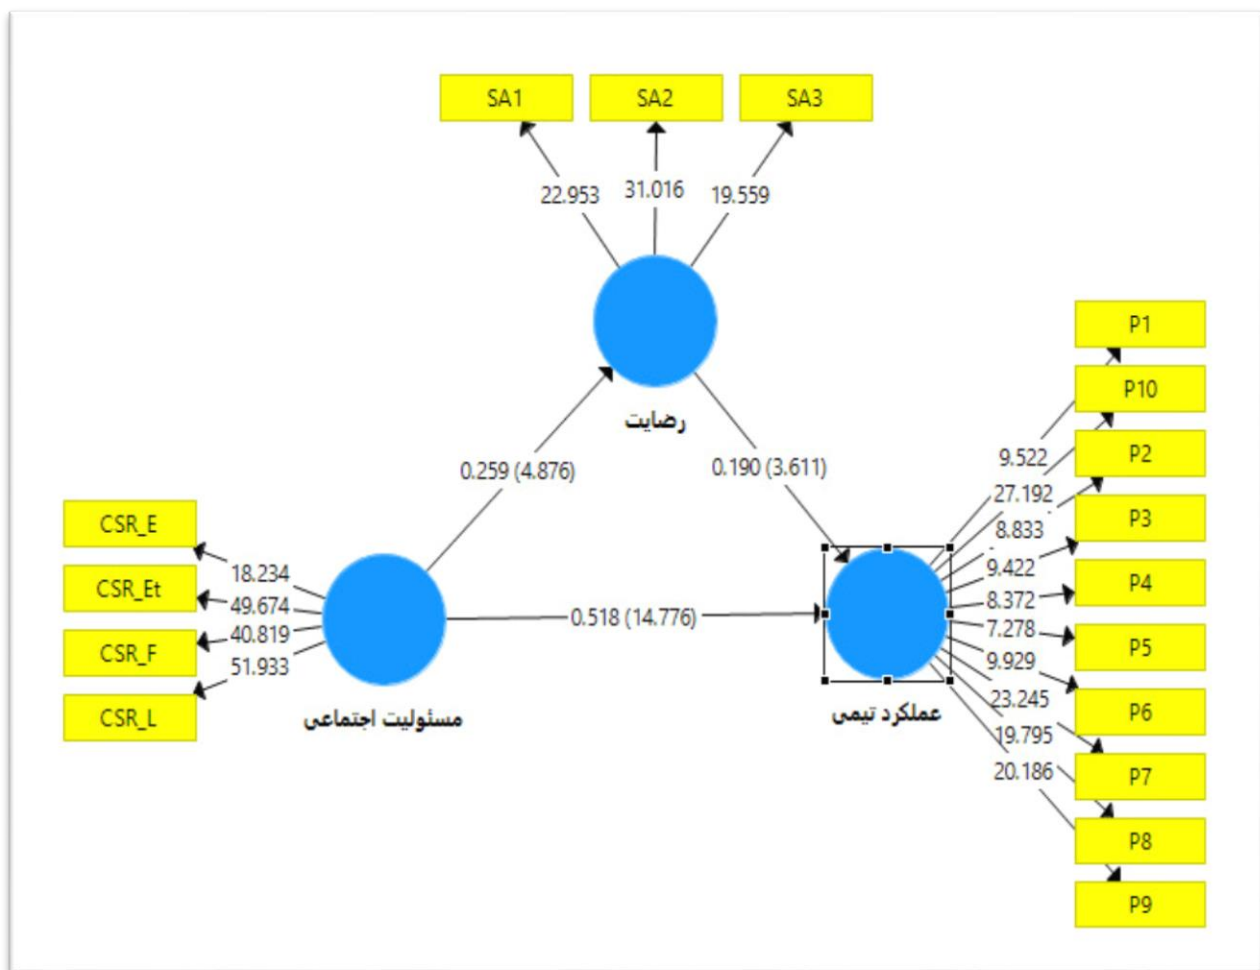 SA1
SA2
SA3
22.953
31.016
19.559
رضایت
0.259 (4.876)
0.190 (3.611)
CSR_E
CSR_Et
CSR_F
CSR_L
18.234
49.674
40.819
51.933
مسئولیت اجتماعی
0.518 (14.776)
عملکرد تیمی
9.522
27.192
8.833
9.422
8.372
7.278
9.929
23.245
19.795
20.186
P1
P10
P2
P3
P4
P5
P6
P7
P8
P9